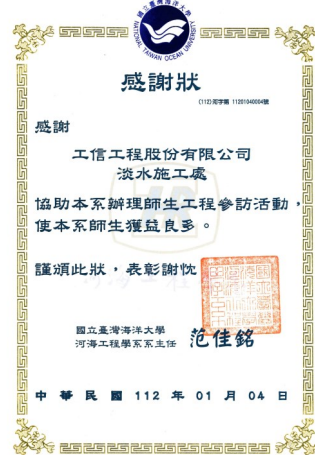 國立臺灣海洋大學
NATIONAL TAIWAN OCEAN UNIVERSITY
感謝狀
(112)河字第 11201040004號
感謝
工信工程股份有限公司
淡水施工處
協助本系辦理師生工程參訪活動，
使本系師生獲益良多。
謹頒此狀，表彰謝忱
國立臺灣海洋大學
河海工程學系系主任 范佳銘
中華民國 112 年 01 月 04 日